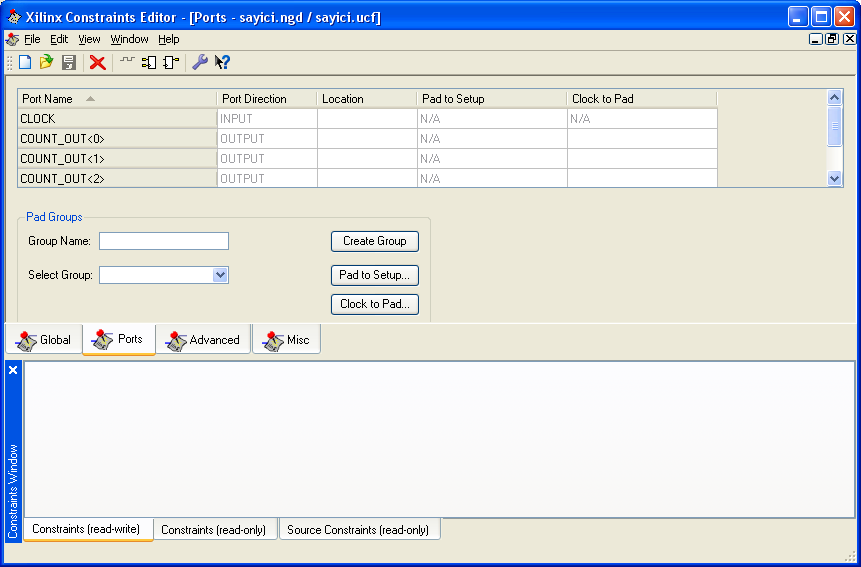 Xilinx Constraints Editor - [Ports - sayici.ngd / sayici.ucf]
File Edit View Window Help
Port Name Port Direction Location Pad to Setup Clock to Pad
CLOCK INPUT N/A N/A
COUNT_OUT<0> OUTPUT N/A
COUNT_OUT<1> OUTPUT N/A
COUNT_OUT<2> OUTPUT N/A
Pad Groups
Group Name: Create Group
Select Group: Pad to Setup...
Clock to Pad...
Global Ports Advanced Misc
Constraints Window
Constraints (read-write) Constraints (read-only) Source Constraints (read-only)